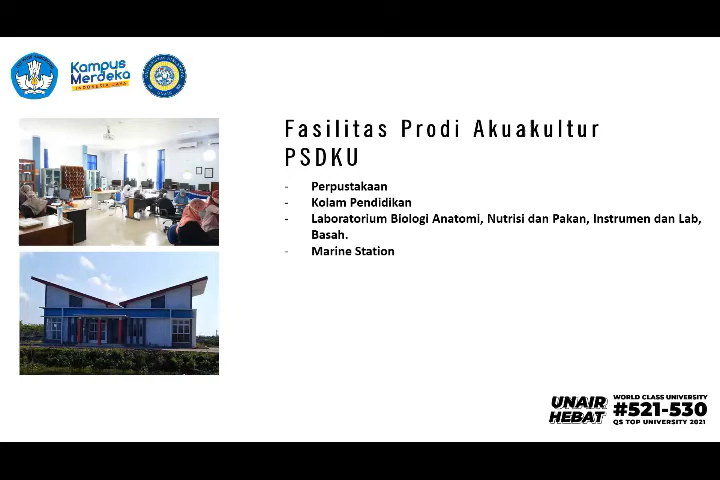 Kampus
Merdeka
INDONESIA JAYA
Fasilitas Prodi Akuakultur
PSDKU
- Perpustakaan
- Kolam Pendidikan
- Laboratorium Biologi Anatomi, Nutrisi dan Pakan, Instrumen dan Lab,
Basah.
- Marine Station
UNAIR
HEBAT
WORLD CLASS UNIVERSITY
#521-530
QS TOP UNIVERSITY 2021